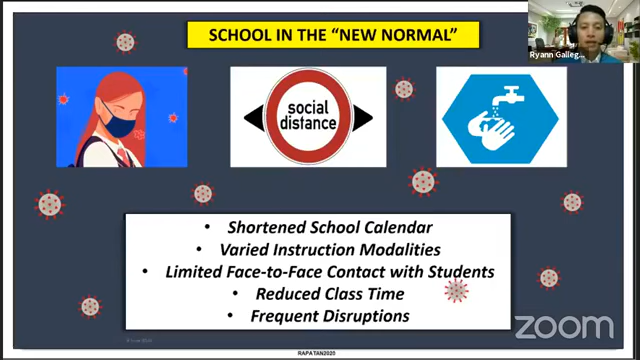 SCHOOL IN THE "NEW NORMAL"
Ryann Galleg...
social
distance
• Shortened School Calendar
• Varied Instruction Modalities
• Limited Face-to-Face Contact with Students
• Reduced Class Time
• Frequent Disruptions
zoom
RAPATAN2020